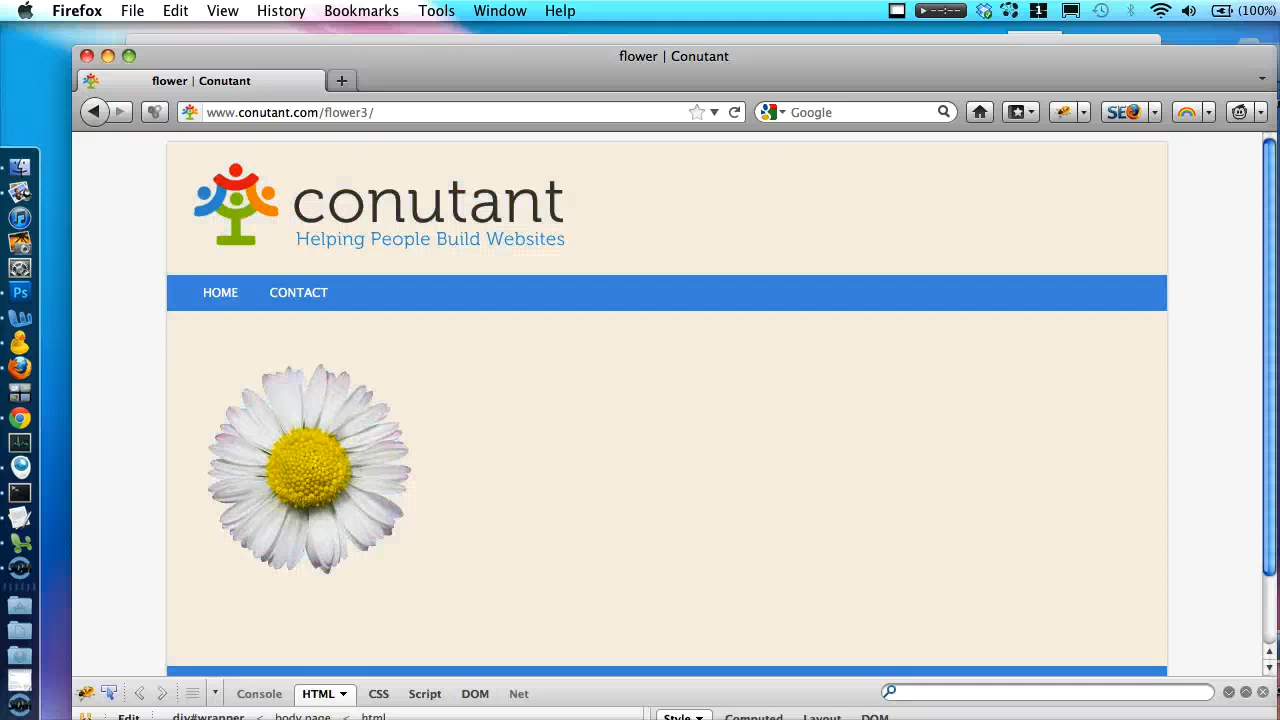 Firefox File Edit View History Bookmarks Tools Window Help --:-- 1 (100%)
flower | Conutant
flower | Conutant +
www.conutant.com/flower3/ Google SEO
conutant
Helping People Build Websites
HOME CONTACT
Ps
Console HTML CSS Script DOM Net
Edit div#wrapper < body.page < html Style Computed Layout DOM